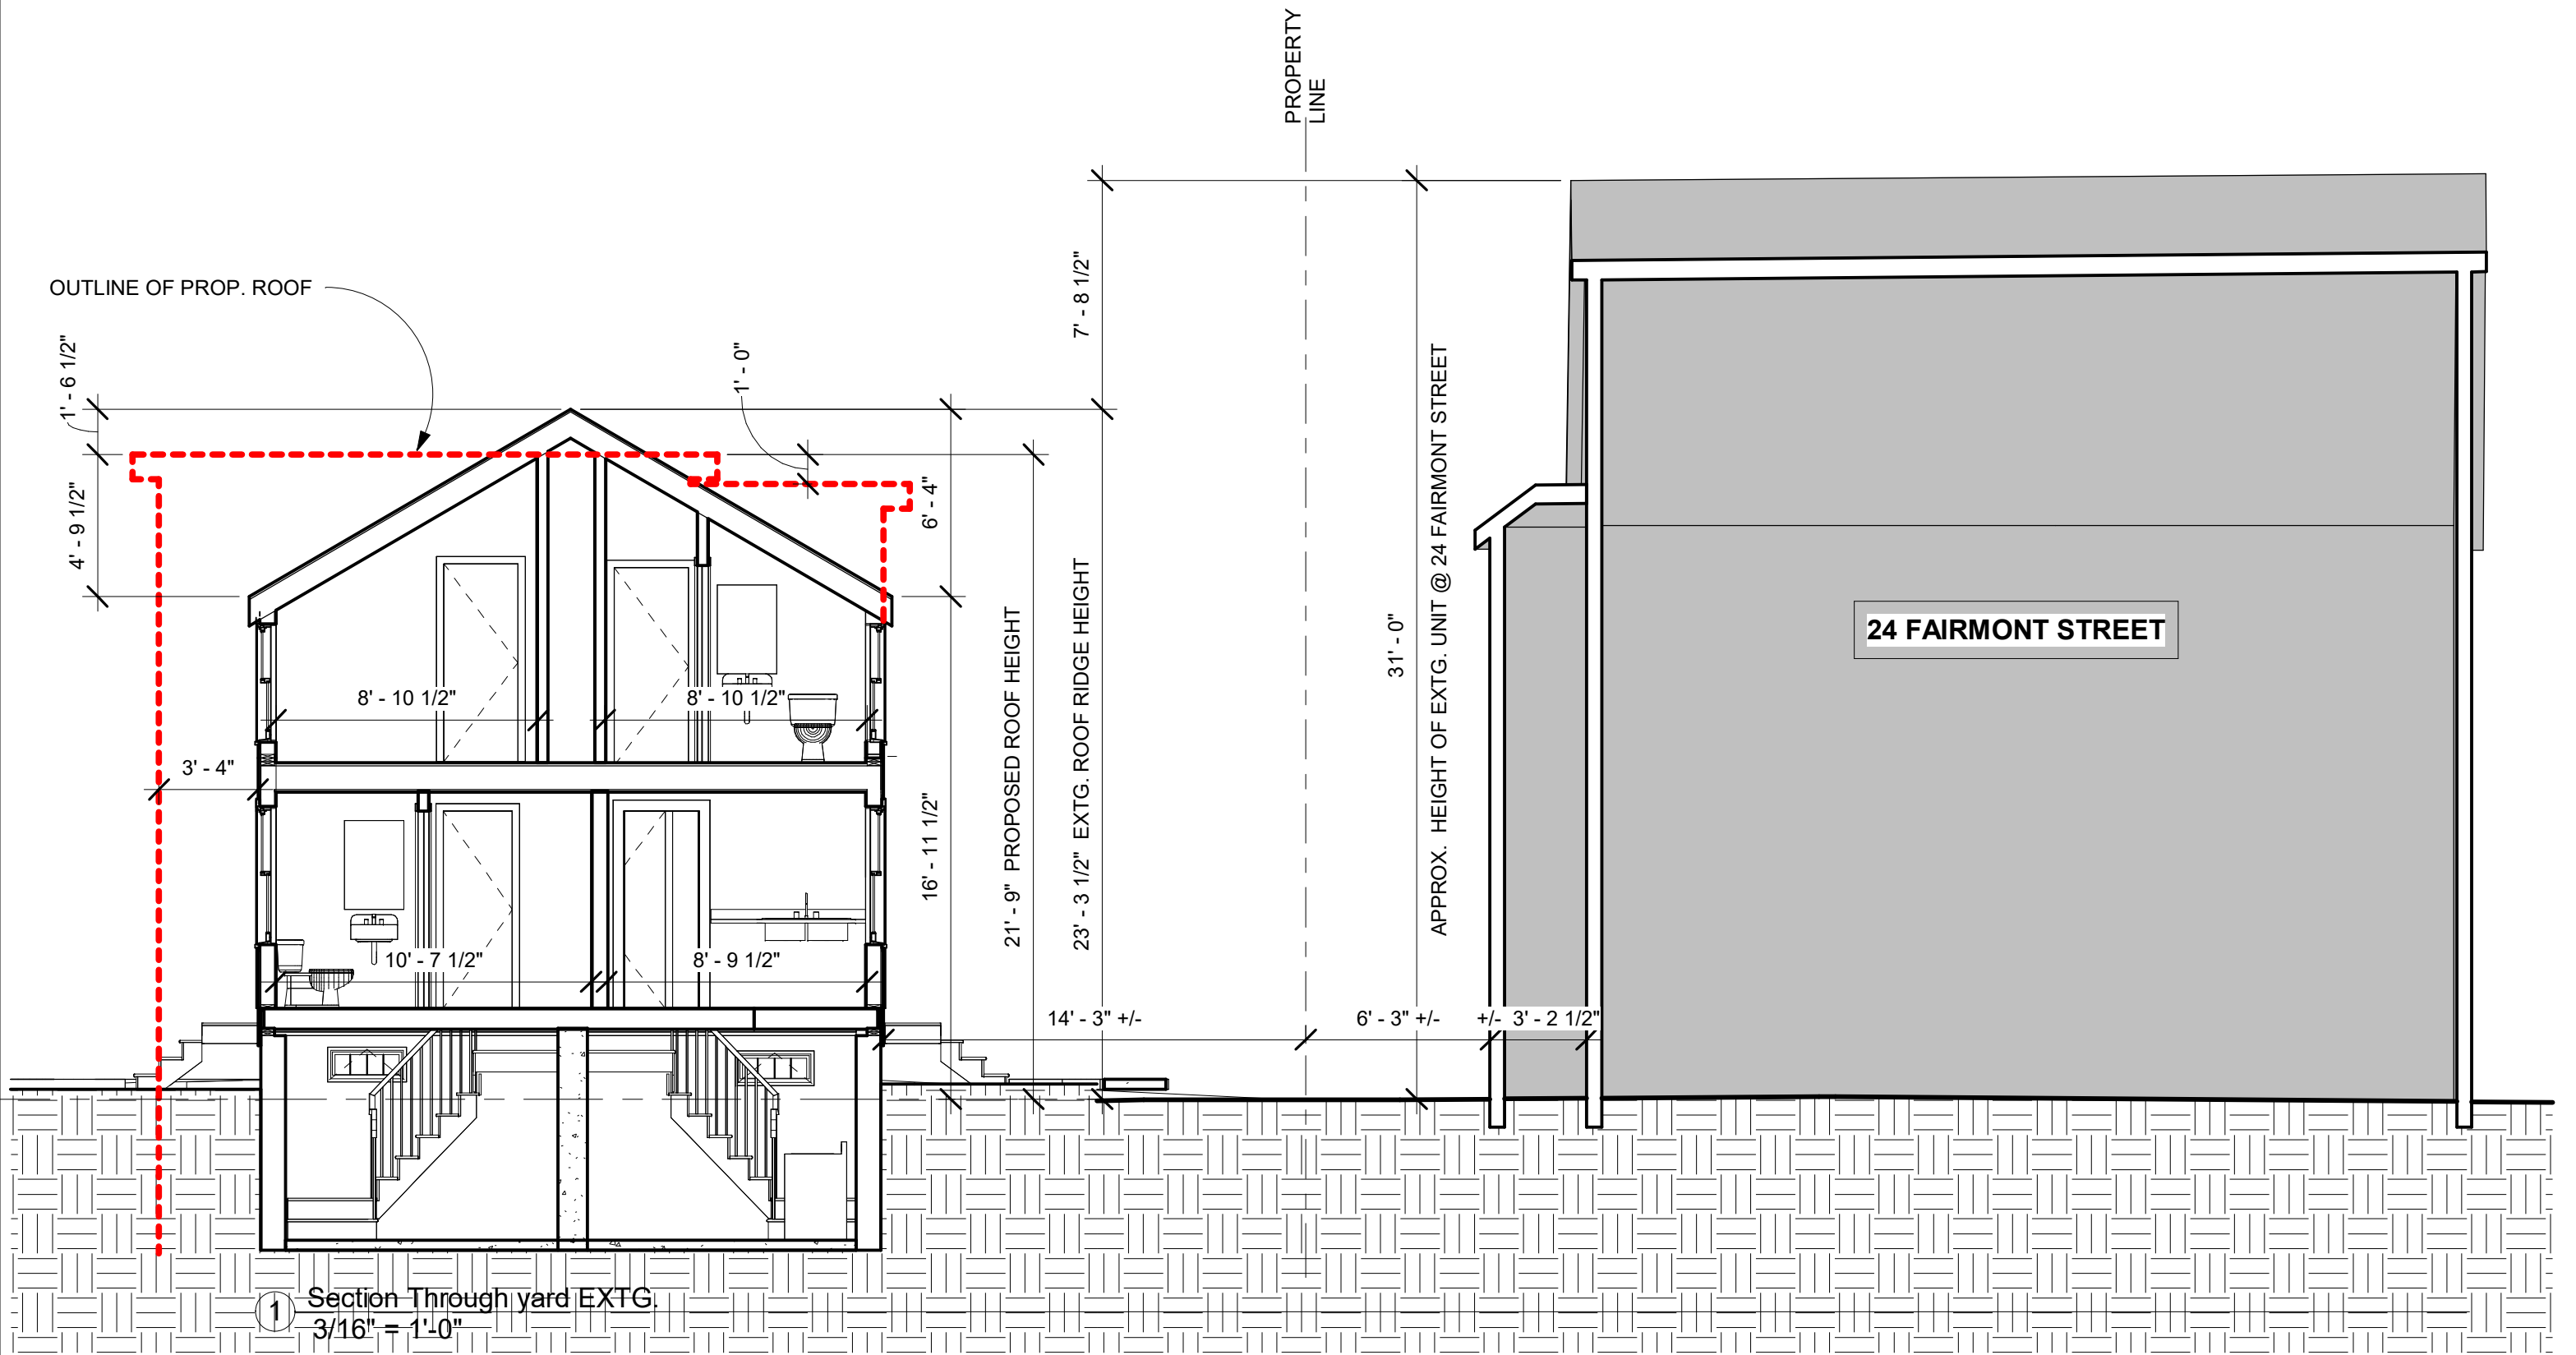 PROPERTY
LINE
OUTLINE OF PROP. ROOF
1' - 6 1/2"
4' - 9 1/2"
1' - 0"
6' - 4"
7' - 8 1/2"
16' - 11 1/2"
21' - 9" PROPOSED ROOF HEIGHT
23' - 3 1/2" EXTG. ROOF RIDGE HEIGHT
31' - 0"
APPROX. HEIGHT OF EXTG. UNIT @ 24 FAIRMONT STREET
24 FAIRMONT STREET
8' - 10 1/2"
8' - 10 1/2"
3' - 4"
10' - 7 1/2"
8' - 9 1/2"
14' - 3" +/-
6' - 3" +/-
+/- 3' - 2 1/2"
1
Section Through yard EXTG.
3/16" = 1'-0"